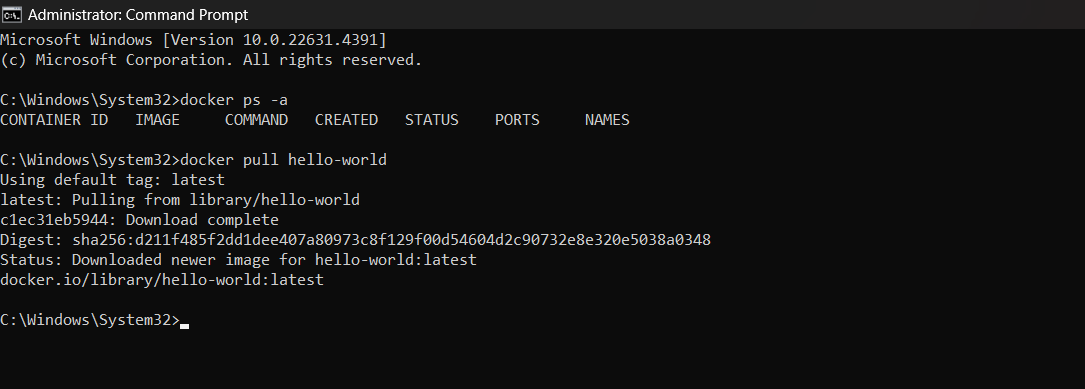 Administrator: Command Prompt
Microsoft Windows [Version 10.0.22631.4391]
(c) Microsoft Corporation. All rights reserved.
C:\Windows\System32>docker ps -a
CONTAINER ID   IMAGE     COMMAND   CREATED   STATUS    PORTS     NAMES
C:\Windows\System32>docker pull hello-world
Using default tag: latest
latest: Pulling from library/hello-world
c1ec31eb5944: Download complete
Digest: sha256:d211f485f2dd1dee407a80973c8f129f00d54604d2c90732e8e320e5038a0348
Status: Downloaded newer image for hello-world:latest
docker.io/library/hello-world:latest
C:\Windows\System32>